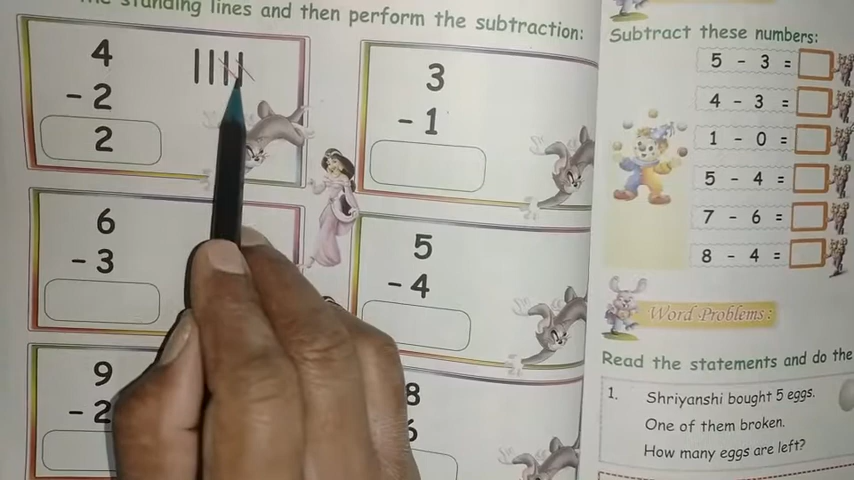 standing lines and then perform the subtraction:
4
- 2
2
3
- 1
6
- 3
5
- 4
9
- 2
8
6
Subtract these numbers:
5 - 3 =
4 - 3 =
1 - 0 =
5 - 4 =
7 - 6 =
8 - 4 =
Word Problems:
Read the statements and do the
1. Shriyanshi bought 5 eggs.
One of them broken.
How many eggs are left?